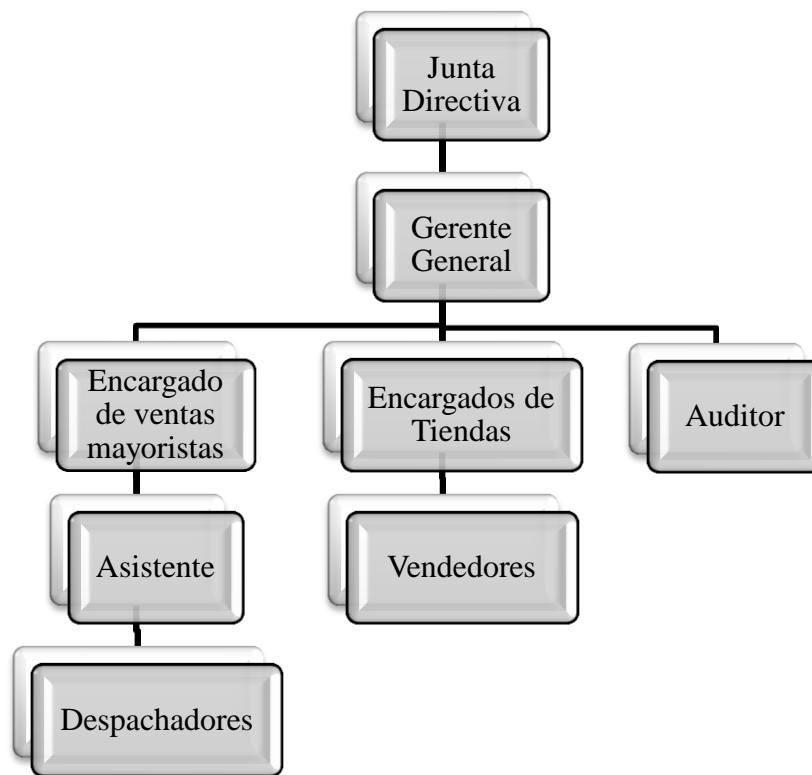 Junta
Directiva
Gerente
General
Encargado
de ventas
mayoristas
Encargados de
Tiendas
Auditor
Asistente
Vendedores
Despachadores